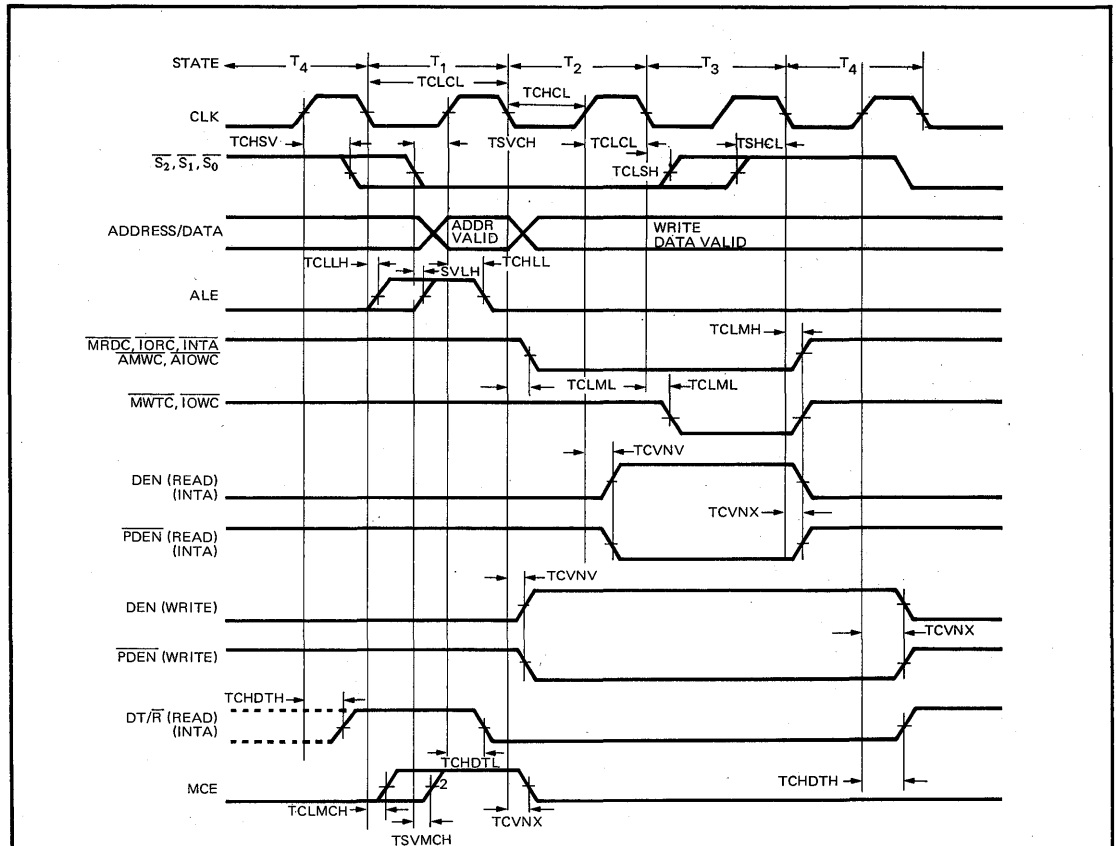 STATE T4 T1 T2 T3 T4
TCLCL
TCHCL
CLK
TCHSV TSVCH TCLCL TSHCL
S2, S1, S0
TCLSH
ADDRESS/DATA ADDR VALID WRITE DATA VALID
TCLLH SVLH TCHLL
ALE
TCLMH
MRDC, IORC, INTA
AMWC, AIOWC
TCLML TCLML
MWTC, IOWC
TCVNV
DEN (READ)
(INTA)
TCVNX
PDEN (READ)
(INTA)
TCVNV
DEN (WRITE)
TCVNX
PDEN (WRITE)
TCHDTH
DT/R (READ)
(INTA)
TCHDTL
TCHDTH
MCE 2
TCLMCH TCVNX
TSVMCH